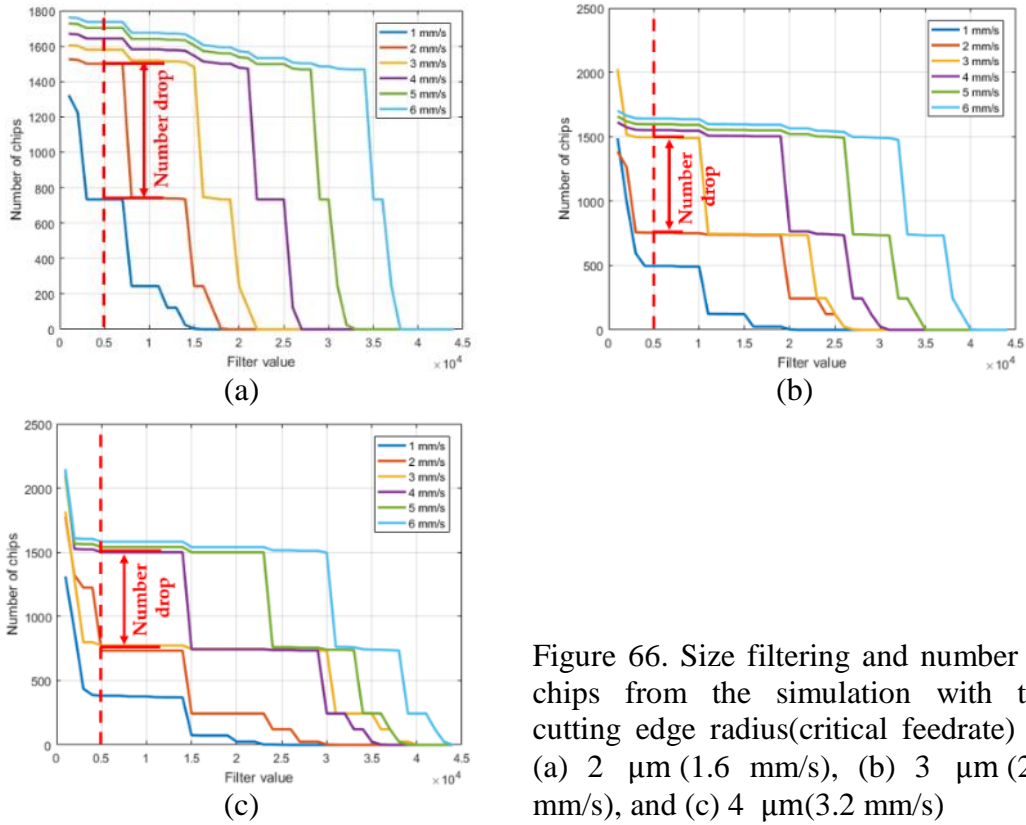 1800
1600
1400
1200
1000
800
600
400
200
0
Number of chips
Number drop
1 mm/s
2 mm/s
3 mm/s
4 mm/s
5 mm/s
6 mm/s
0 0.5 1 1.5 2 2.5 3 3.5 4 4.5
Filter value
×10⁴
(a)
2500
2000
1500
1000
500
0
Number of chips
Number
drop
1 mm/s
2 mm/s
3 mm/s
4 mm/s
5 mm/s
6 mm/s
0 0.5 1 1.5 2 2.5 3 3.5 4 4.5
Filter value
×10⁴
(b)
2500
2000
1500
1000
500
0
Number of chips
Number
drop
1 mm/s
2 mm/s
3 mm/s
4 mm/s
5 mm/s
6 mm/s
0 0.5 1 1.5 2 2.5 3 3.5 4 4.5
Filter value
×10⁴
(c)
Figure 66. Size filtering and number
chips from the simulation with
cutting edge radius(critical feedrate)
(a) 2 μm (1.6 mm/s), (b) 3 μm
mm/s), and (c) 4 μm(3.2 mm/s)